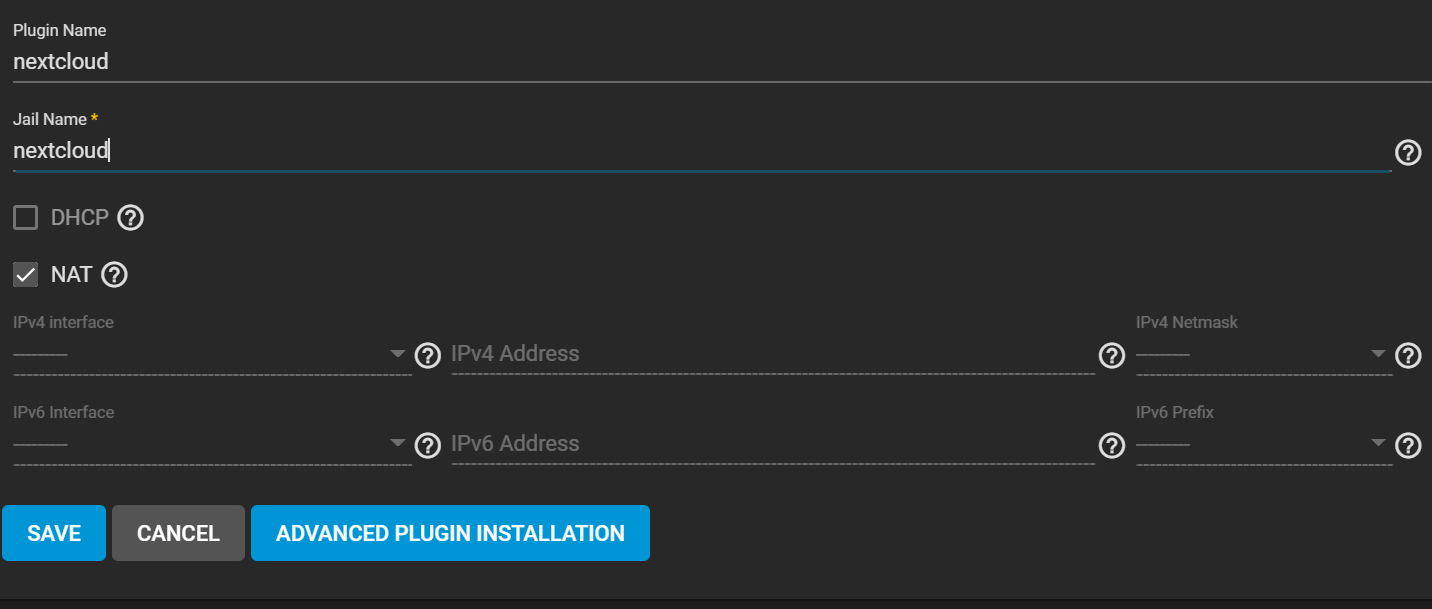 Plugin Name
nextcloud
Jail Name *
nextcloud
DHCP
NAT
IPv4 interface
IPv4 Netmask
---------
IPv4 Address
---------
IPv6 Interface
IPv6 Prefix
---------
IPv6 Address
---------
SAVE CANCEL ADVANCED PLUGIN INSTALLATION